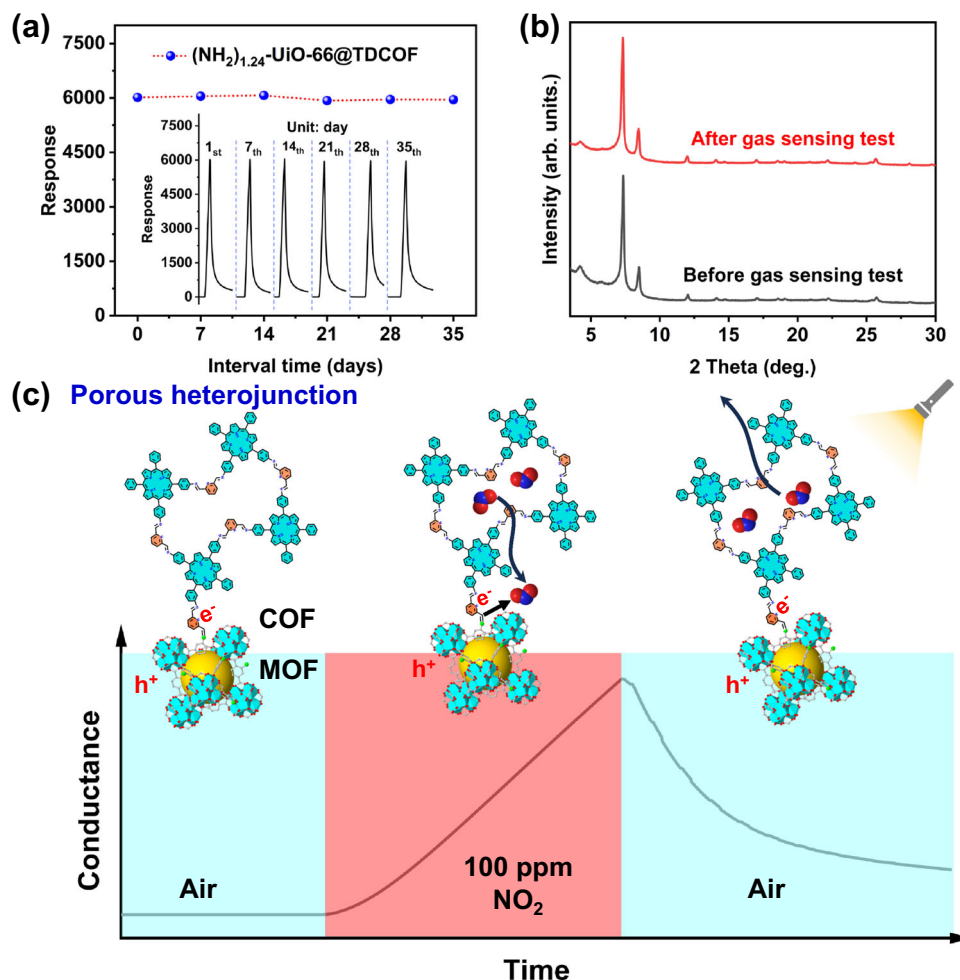 (a)
7500
6000
4500
3000
1500
0
Response
(NH₂)₁.₂₄-UiO-66@TDCOF
Unit: day
1st 7th 14th 21th 28th 35th
7500
6000
4500
3000
1500
0
Response
0 7 14 21 28 35
Interval time (days)
(b)
Intensity (arb. units.)
After gas sensing test
Before gas sensing test
5 10 15 20 25 30
2 Theta (deg.)
(c) Porous heterojunction
e⁻ e⁻ e⁻
COF
MOF
h⁺ h⁺ h⁺
Conductance
Air
100 ppm
NO₂
Air
Time